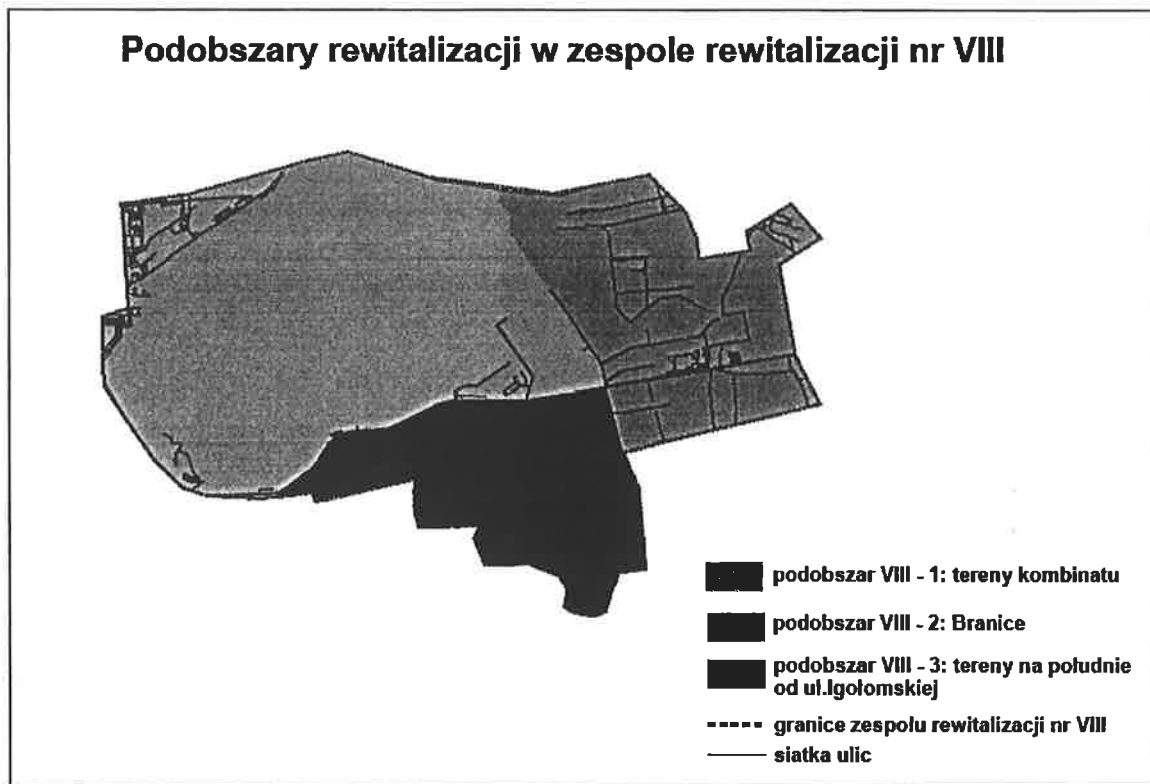 Podobszary rewitalizacji w zespole rewitalizacji nr VIII
podobszar VIII - 1: tereny kombinatu
podobszar VIII - 2: Branice
podobszar VIII - 3: tereny na południe
od ul.Igołomskiej
granice zespołu rewitalizacji nr VIII
siatka ulic